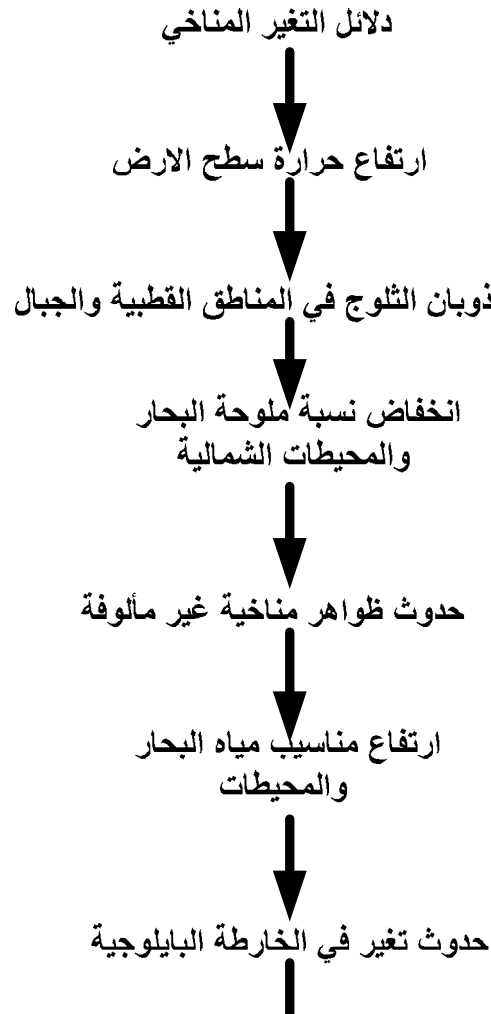 دلائل التغير المناخي
ارتفاع حرارة سطح الارض
ذوبان الثلوج في المناطق القطبية والجبال
انخفاض نسبة ملوحة البحار
والمحيطات الشمالية
حدوث ظواهر مناخية غير مألوفة
ارتفاع مناسيب مياه البحار
والمحيطات
حدوث تغير في الخارطة البايلوجية